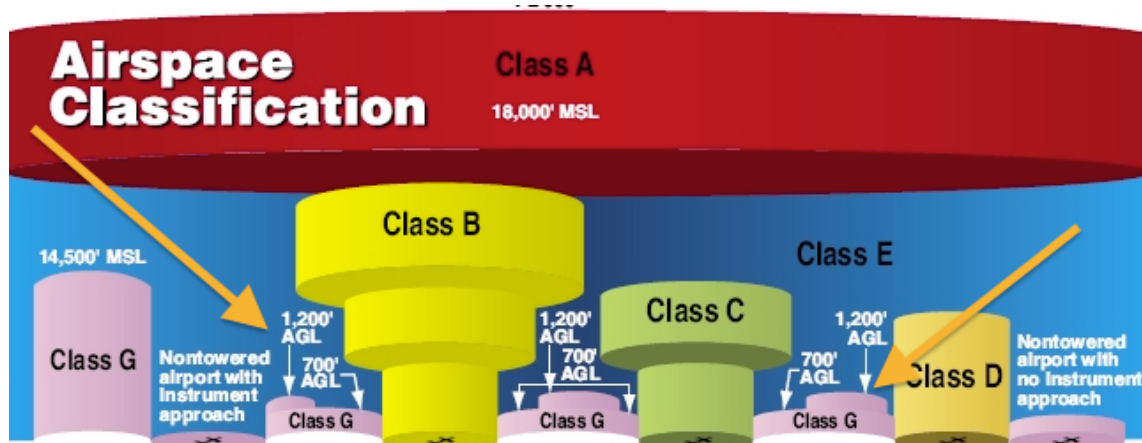 Airspace
Classification
Class A
18,000' MSL
Class B
Class E
14,500' MSL
1,200'
AGL
1,200'
AGL
Class C
1,200'
AGL
Class G
Nontowered
airport with
Instrument
approach
700'
AGL
Class G
700'
AGL
Class G
700'
AGL
Class G
Class D
Nontowered
airport with
no Instrument
approach